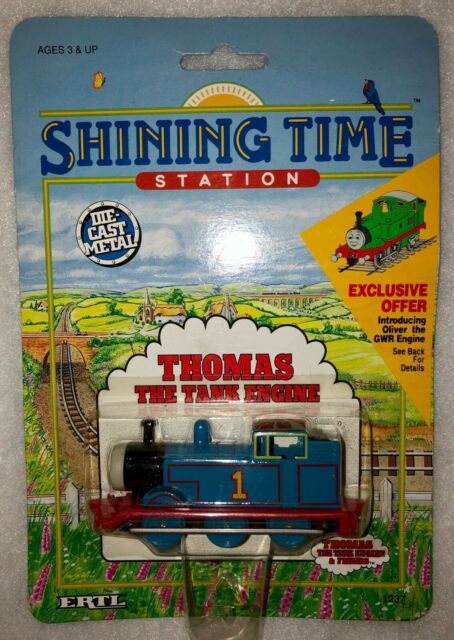 AGES 3 & UP
SHINING TIME
™
STATION
DIE-
CAST
METAL
EXCLUSIVE
OFFER
Introducing
Oliver the
GWR Engine
See Back
For
Details
THOMAS
THE TANK ENGINE
1
THOMAS
THE TANK ENGINE
& FRIENDS
ERTL
1237